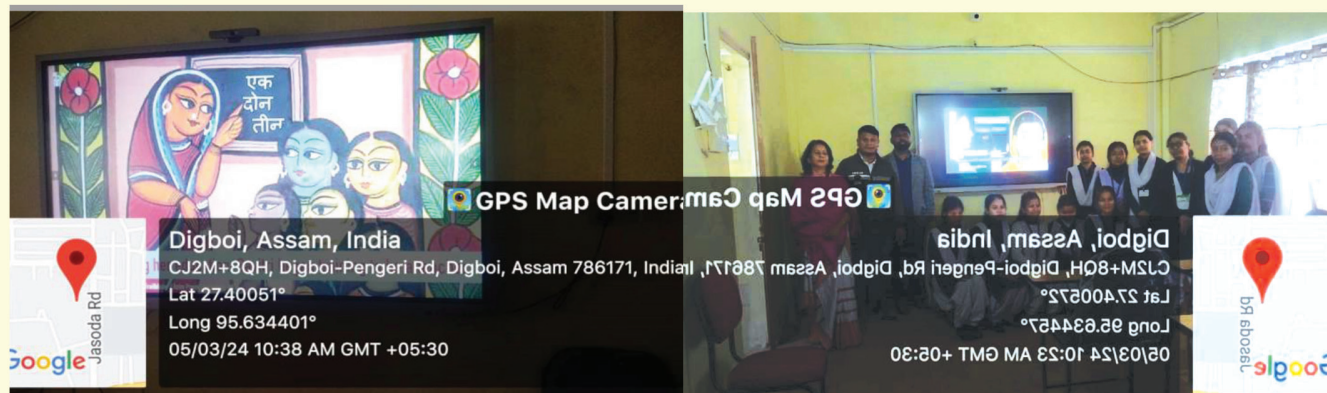 एक
दोन
तीन
GPS Map Camera
Digboi, Assam, India
CJ2M+8QH, Digboi-Pengeri Rd, Digboi, Assam 786171, India
Lat 27.40051°
Long 95.634401°
05/03/24 10:38 AM GMT +05:30
Jasoda Rd
Google
GPS Map Cam
Digboi, Assam, India
CJ2M+8QH, Digboi-Pengeri Rd, Digboi, Assam 786171, I
Lat 27.400572°
Long 95.634457°
05/03/24 10:23 AM GMT +05:30
Jasoda Rd
Google